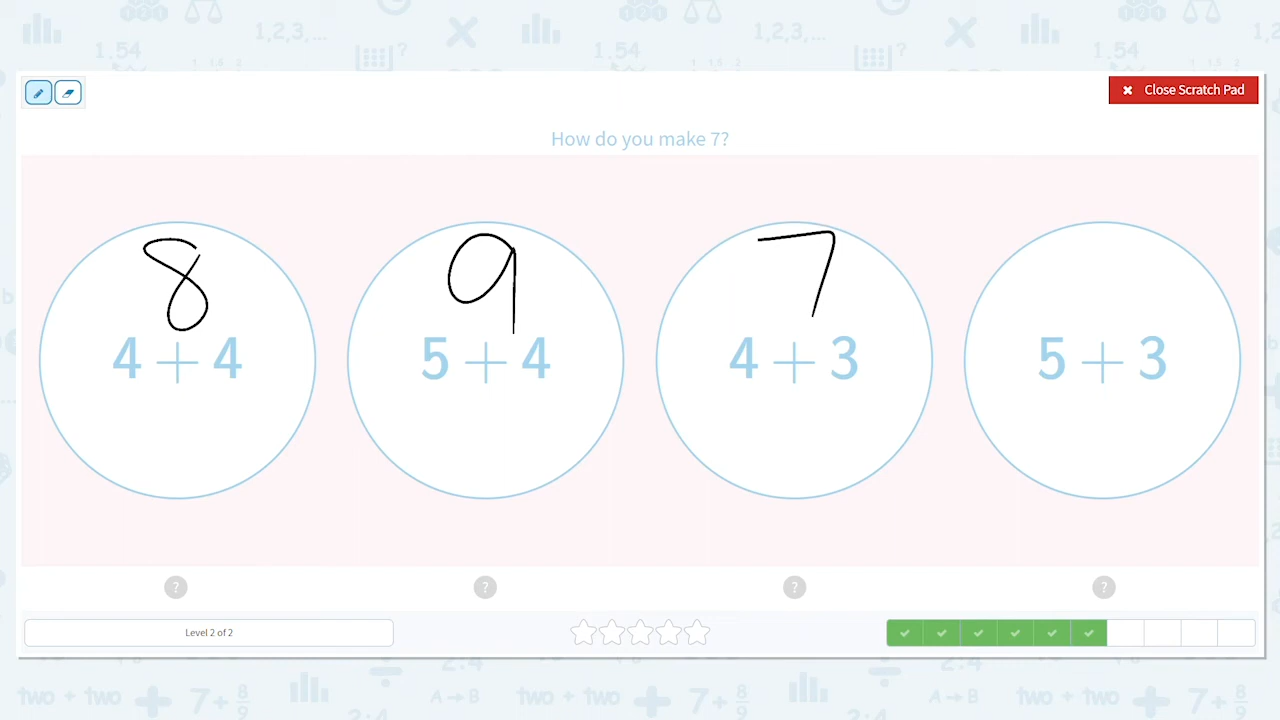 Close Scratch Pad
How do you make 7?
8 9 7
4 + 4 5 + 4 4 + 3 5 + 3
? ? ? ?
Level 2 of 2